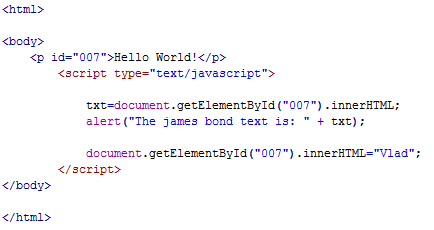 <html>
<body>
<p id="007">Hello World!</p>
<script type="text/javascript">
txt=document.getElementById("007").innerHTML;
alert("The james bond text is: " + txt);
document.getElementById("007").innerHTML="Vlad";
</script>
</body>
</html>